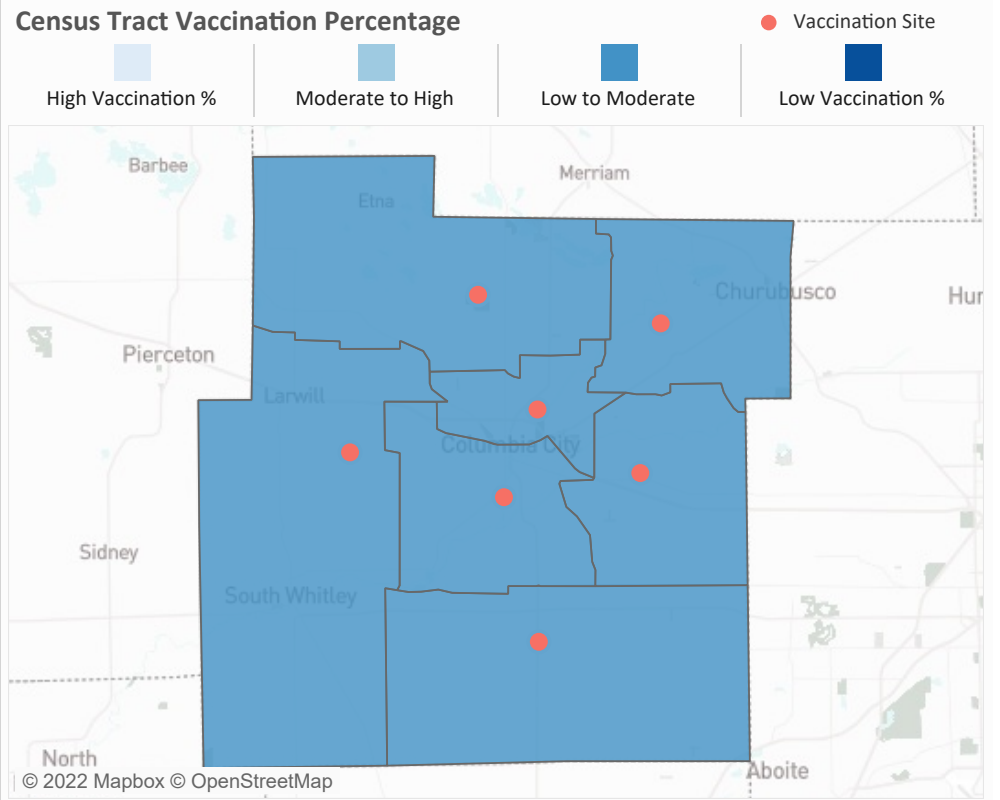 Census Tract Vaccination Percentage
Vaccination Site
High Vaccination %
Moderate to High
Low to Moderate
Low Vaccination %
Barbee
Merriam
Etna
Churubusco
Hur
Pierceton
Larwill
Columbia City
Sidney
South Whitley
North
Aboite
© 2022 Mapbox © OpenStreetMap